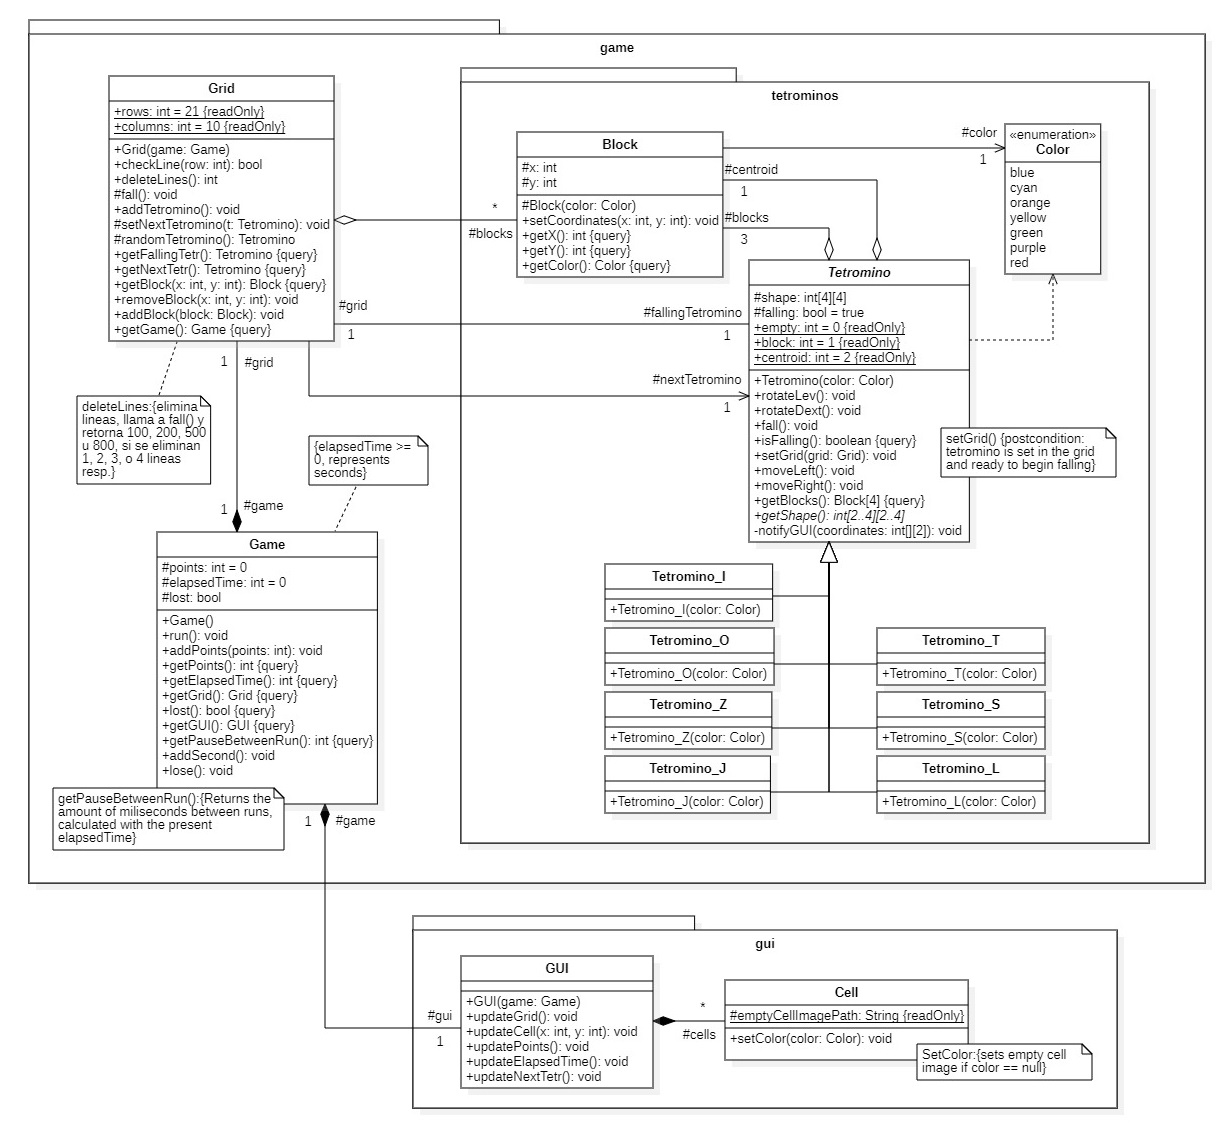 game
Grid
+rows: int = 21 {readOnly}
+columns: int = 10 {readOnly}
+Grid(game: Game)
+checkLine(row: int): bool
+deleteLines(): int
#fall(): void
+addTetromino(): void
#setNextTetromino(t: Tetromino): void
#randomTetromino(): Tetromino
+getFallingTetr(): Tetromino {query}
+getNextTetr(): Tetromino {query}
+getBlock(x: int, y: int): Block {query}
+removeBlock(x: int, y: int): void
+addBlock(block: Block): void
+getGame(): Game {query}
tetrominos
Block
#x: int
#y: int
#Block(color: Color)
+setCoordinates(x: int, y: int): void
+getX(): int {query}
+getY(): int {query}
+getColor(): Color {query}
*
#blocks
#color
1
#centroid
1
#blocks
3
«enumeration»
Color
blue
cyan
orange
yellow
green
purple
red
Tetromino
#shape: int[4][4]
#falling: bool = true
+empty: int = 0 {readOnly}
+block: int = 1 {readOnly}
+centroid: int = 2 {readOnly}
+Tetromino(color: Color)
+rotateLev(): void
+rotateDext(): void
+fall(): void
+isFalling(): boolean {query}
+setGrid(grid: Grid): void
+moveLeft(): void
+moveRight(): void
+getBlocks(): Block[4] {query}
+getShape(): int[2..4][2..4]
-notifyGUI(coordinates: int[][2]): void
#grid
1
#fallingTetromino
1
#nextTetromino
1
setGrid() {postcondition:
tetromino is set in the grid
and ready to begin falling}
1
#grid
deleteLines:{elimina
lineas, llama a fall() y
retorna 100, 200, 500
u 800, si se eliminan
1, 2, 3, o 4 lineas
resp.}
{elapsedTime >=
0, represents
seconds}
1
#game
Game
#points: int = 0
#elapsedTime: int = 0
#lost: bool
+Game()
+run(): void
+addPoints(points: int): void
+getPoints(): int {query}
+getElapsedTime(): int {query}
+getGrid(): Grid {query}
+lost(): bool {query}
+getGUI(): GUI {query}
+getPauseBetweenRun(): int {query}
+addSecond(): void
+lose(): void
getPauseBetweenRun():{Returns the
amount of miliseconds between runs,
calculated with the present
elapsedTime}
1
#game
Tetromino_I
+Tetromino_I(color: Color)
Tetromino_O
+Tetromino_O(color: Color)
Tetromino_T
+Tetromino_T(color: Color)
Tetromino_Z
+Tetromino_Z(color: Color)
Tetromino_S
+Tetromino_S(color: Color)
Tetromino_J
+Tetromino_J(color: Color)
Tetromino_L
+Tetromino_L(color: Color)
gui
GUI
+GUI(game: Game)
+updateGrid(): void
+updateCell(x: int, y: int): void
+updatePoints(): void
+updateElapsedTime(): void
+updateNextTetr(): void
#gui
1
*
#cells
Cell
#emptyCellImagePath: String {readOnly}
+setColor(color: Color): void
SetColor:{sets empty cell
image if color == null}